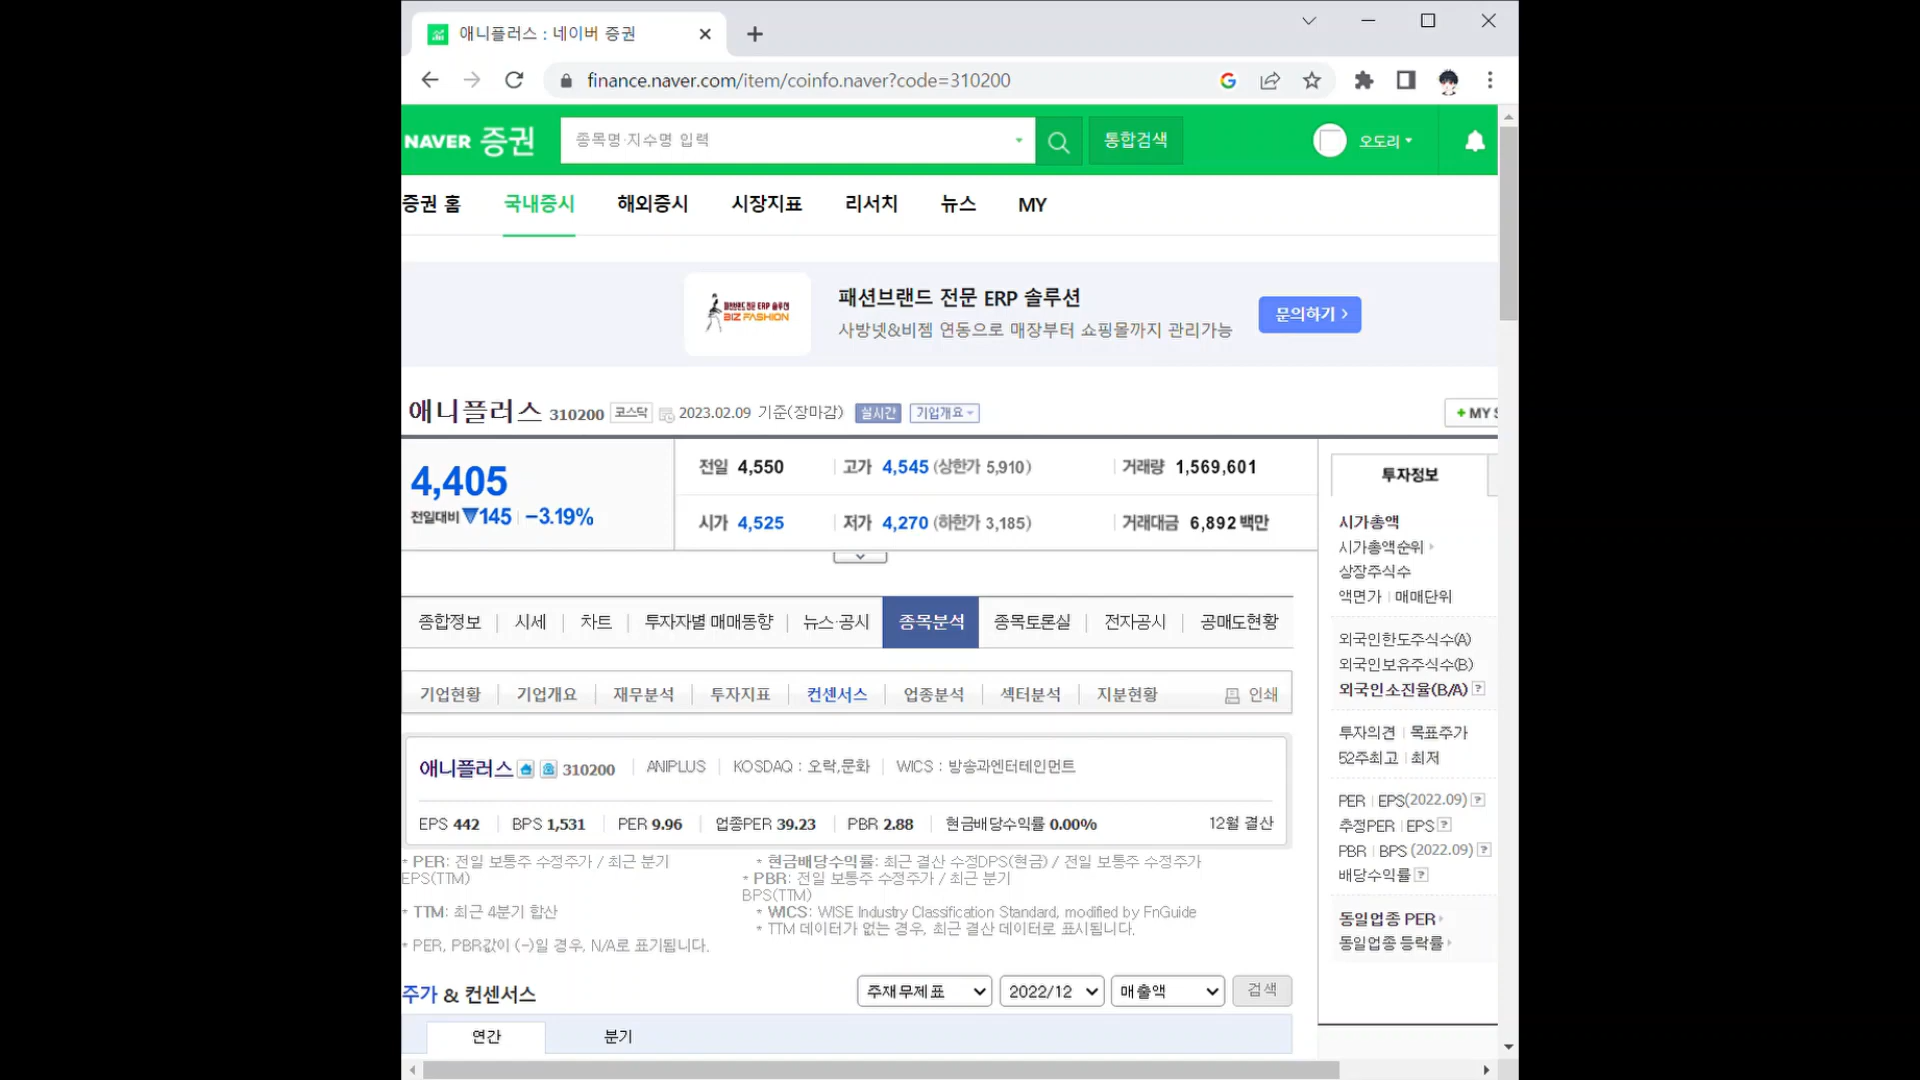 애니플러스 : 네이버 증권
finance.naver.com/item/coinfo.naver?code=310200
NAVER 증권 종목명·지수명 입력 통합검색 오도리
증권 홈 국내증시 해외증시 시장지표 리서치 뉴스 MY
패션브랜드 전문 ERP 솔루션
BIZ FASHION
사방넷&비젬 연동으로 매장부터 쇼핑몰까지 관리가능
문의하기
애니플러스 310200 코스닥 2023.02.09 기준(장마감) 실시간 기업개요 + MY
4,405
전일대비 ▼145 -3.19%
전일 4,550 고가 4,545 (상한가 5,910) 거래량 1,569,601
시가 4,525 저가 4,270 (하한가 3,185) 거래대금 6,892 백만
종합정보 시세 차트 투자자별 매매동향 뉴스·공시 종목분석 종목토론실 전자공시 공매도현황
기업현황 기업개요 재무분석 투자지표 컨센서스 업종분석 섹터분석 지분현황 인쇄
애니플러스 310200 ANIPLUS KOSDAQ : 오락,문화 WICS : 방송과엔터테인먼트
EPS 442 BPS 1,531 PER 9.96 업종PER 39.23 PBR 2.88 현금배당수익률 0.00% 12월 결산
* PER: 전일 보통주 수정주가 / 최근 분기
EPS(TTM)
* TTM: 최근 4분기 합산
* PER, PBR값이 (-)일 경우, N/A로 표기됩니다.
* 현금배당수익률: 최근 결산 수정DPS(현금) / 전일 보통주 수정주가
* PBR: 전일 보통주 수정주가 / 최근 분기
BPS(TTM)
* WICS: WISE Industry Classification Standard, modified by FnGuide
* TTM 데이터가 없는 경우, 최근 결산 데이터로 표시됩니다.
주가 & 컨센서스 주재무제표 2022/12 매출액 검색
연간 분기
투자정보
시가총액
시가총액순위
상장주식수
액면가 매매단위
외국인한도주식수(A)
외국인보유주식수(B)
외국인소진율(B/A) ?
투자의견 목표주가
52주최고 최저
PER EPS(2022.09) ?
추정PER EPS ?
PBR BPS (2022.09) ?
배당수익률 ?
동일업종 PER
동일업종 등락률